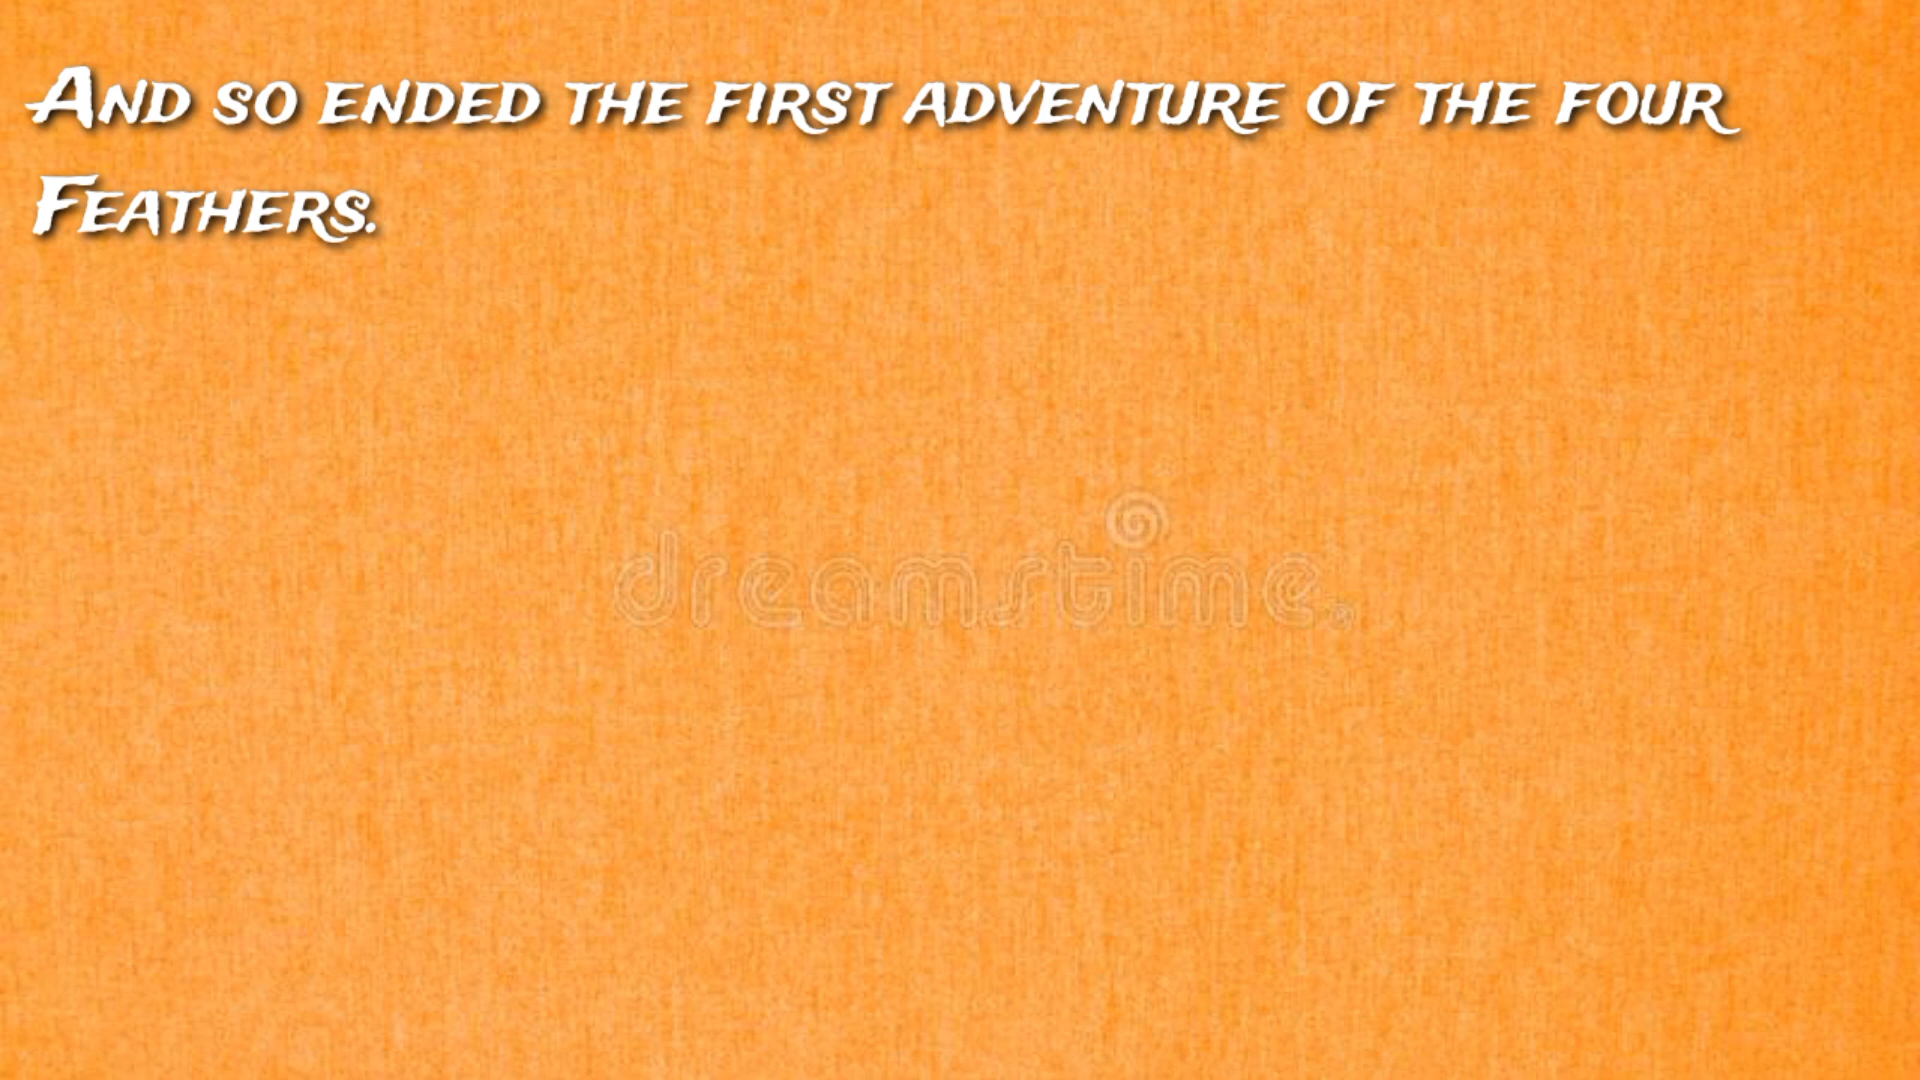 And so ended the first adventure of the four
Feathers.
dreamstime.